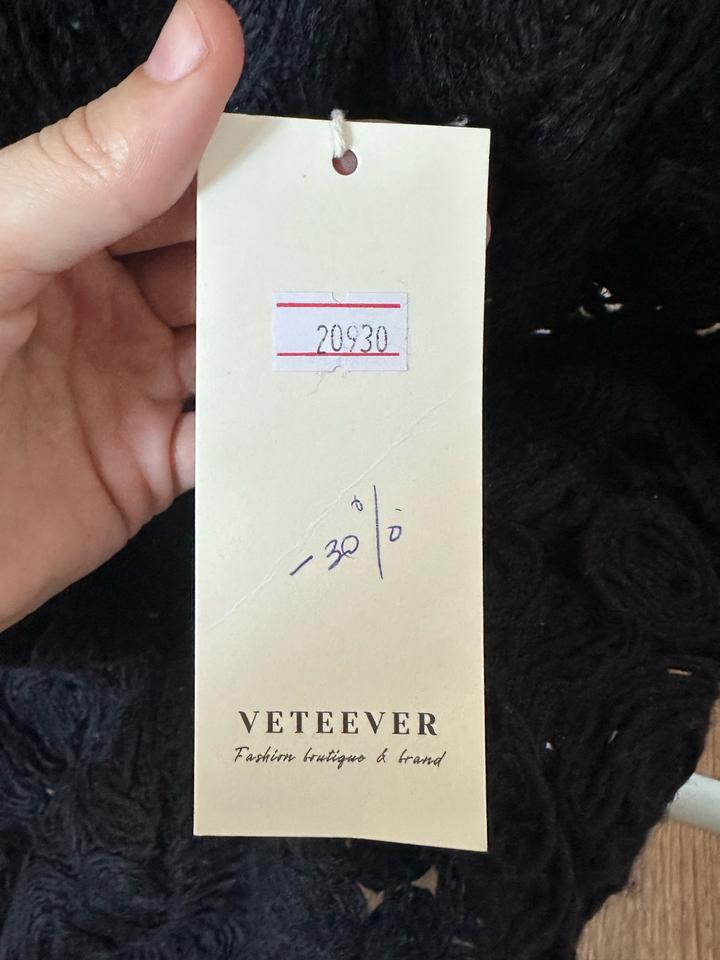 20930
-30%
VETEEVER
Fashion boutique & brand